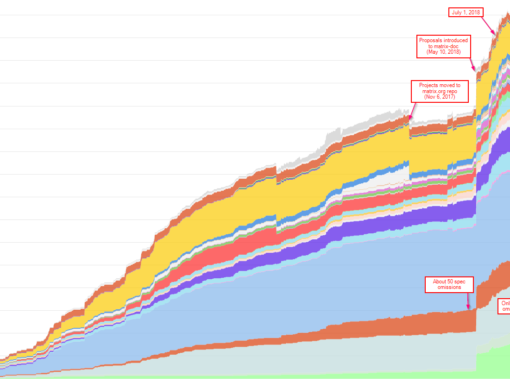 July 1, 2018
Proposals introduced
to matrix-doc
(May 10, 2018)
Projects moved to
matrix.org repo
(Nov 6, 2017)
About 50 spec
omissions